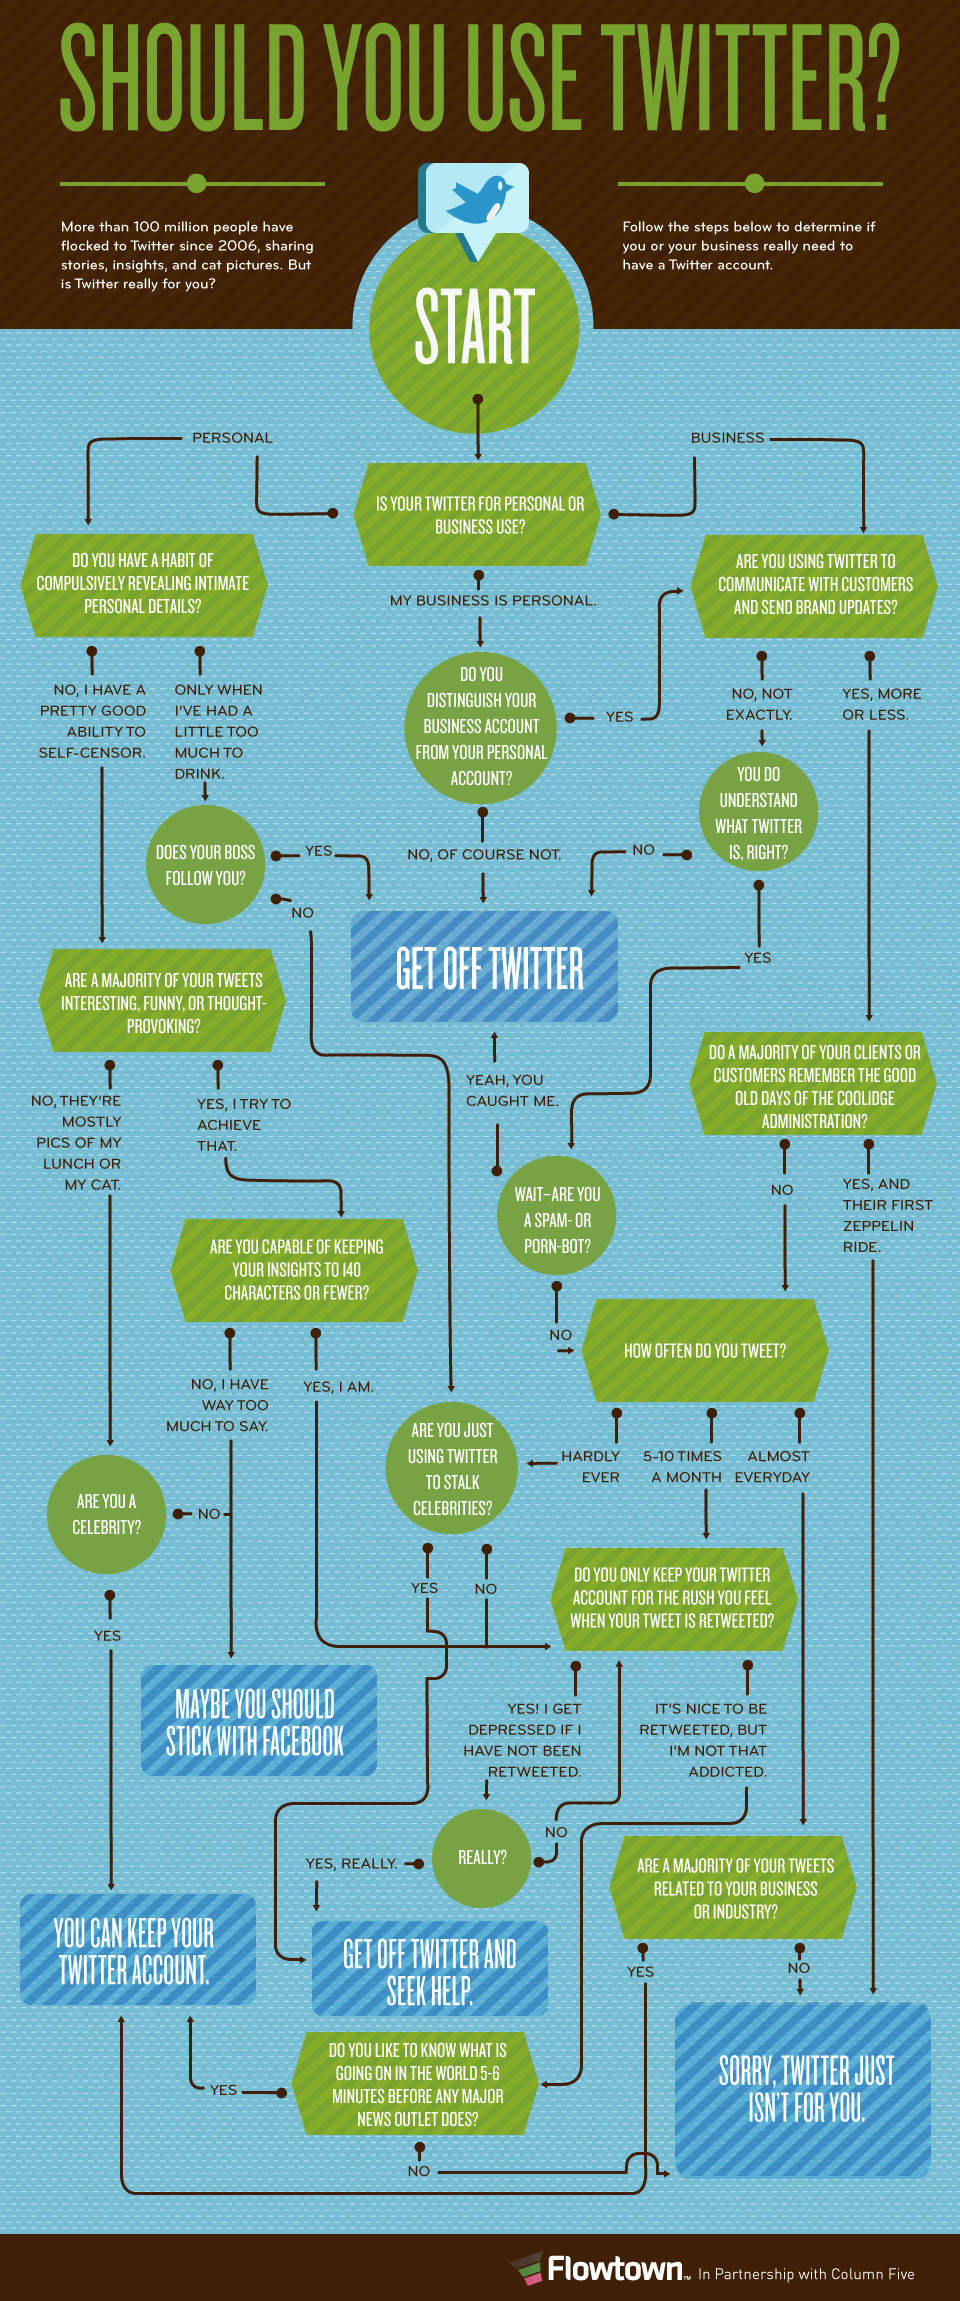 SHOULD YOU USE TWITTER?
More than 100 million people have
flocked to Twitter since 2006, sharing
stories, insights, and cat pictures. But
is Twitter really for you?
Follow the steps below to determine if
you or your business really need to
have a Twitter account.
START
PERSONAL
BUSINESS
IS YOUR TWITTER FOR PERSONAL OR
BUSINESS USE?
DO YOU HAVE A HABIT OF
COMPULSIVELY REVEALING INTIMATE
PERSONAL DETAILS?
ARE YOU USING TWITTER TO
COMMUNICATE WITH CUSTOMERS
AND SEND BRAND UPDATES?
MY BUSINESS IS PERSONAL.
NO, I HAVE A
PRETTY GOOD
ABILITY TO
SELF-CENSOR.
ONLY WHEN
I'VE HAD A
LITTLE TOO
MUCH TO
DRINK.
DO YOU
DISTINGUISH YOUR
BUSINESS ACCOUNT
FROM YOUR PERSONAL
ACCOUNT?
YES
NO, NOT
EXACTLY.
YES, MORE
OR LESS.
YOU DO
UNDERSTAND
WHAT TWITTER
IS, RIGHT?
DOES YOUR BOSS
FOLLOW YOU?
YES
NO, OF COURSE NOT.
NO
NO
GET OFF TWITTER
YES
ARE A MAJORITY OF YOUR TWEETS
INTERESTING, FUNNY, OR THOUGHT-
PROVOKING?
DO A MAJORITY OF YOUR CLIENTS OR
CUSTOMERS REMEMBER THE GOOD
OLD DAYS OF THE COOLIDGE
ADMINISTRATION?
YEAH, YOU
CAUGHT ME.
NO, THEY'RE
MOSTLY
PICS OF MY
LUNCH OR
MY CAT.
YES, I TRY TO
ACHIEVE
THAT.
WAIT–ARE YOU
A SPAM- OR
PORN-BOT?
NO
YES, AND
THEIR FIRST
ZEPPELIN
RIDE.
ARE YOU CAPABLE OF KEEPING
YOUR INSIGHTS TO 140
CHARACTERS OR FEWER?
NO
HOW OFTEN DO YOU TWEET?
NO, I HAVE
WAY TOO
MUCH TO SAY.
YES, I AM.
ARE YOU JUST
USING TWITTER
TO STALK
CELEBRITIES?
HARDLY
EVER
5-10 TIMES
A MONTH
ALMOST
EVERYDAY
ARE YOU A
CELEBRITY?
NO
YES
NO
DO YOU ONLY KEEP YOUR TWITTER
ACCOUNT FOR THE RUSH YOU FEEL
WHEN YOUR TWEET IS RETWEETED?
YES
MAYBE YOU SHOULD
STICK WITH FACEBOOK
YES! I GET
DEPRESSED IF I
HAVE NOT BEEN
RETWEETED.
IT'S NICE TO BE
RETWEETED, BUT
I'M NOT THAT
ADDICTED.
NO
YES, REALLY.
REALLY?
ARE A MAJORITY OF YOUR TWEETS
RELATED TO YOUR BUSINESS
OR INDUSTRY?
YOU CAN KEEP YOUR
TWITTER ACCOUNT.
GET OFF TWITTER AND
SEEK HELP.
YES
NO
DO YOU LIKE TO KNOW WHAT IS
GOING ON IN THE WORLD 5-6
MINUTES BEFORE ANY MAJOR
NEWS OUTLET DOES?
YES
SORRY, TWITTER JUST
ISN'T FOR YOU.
NO
Flowtown™ In Partnership with Column Five